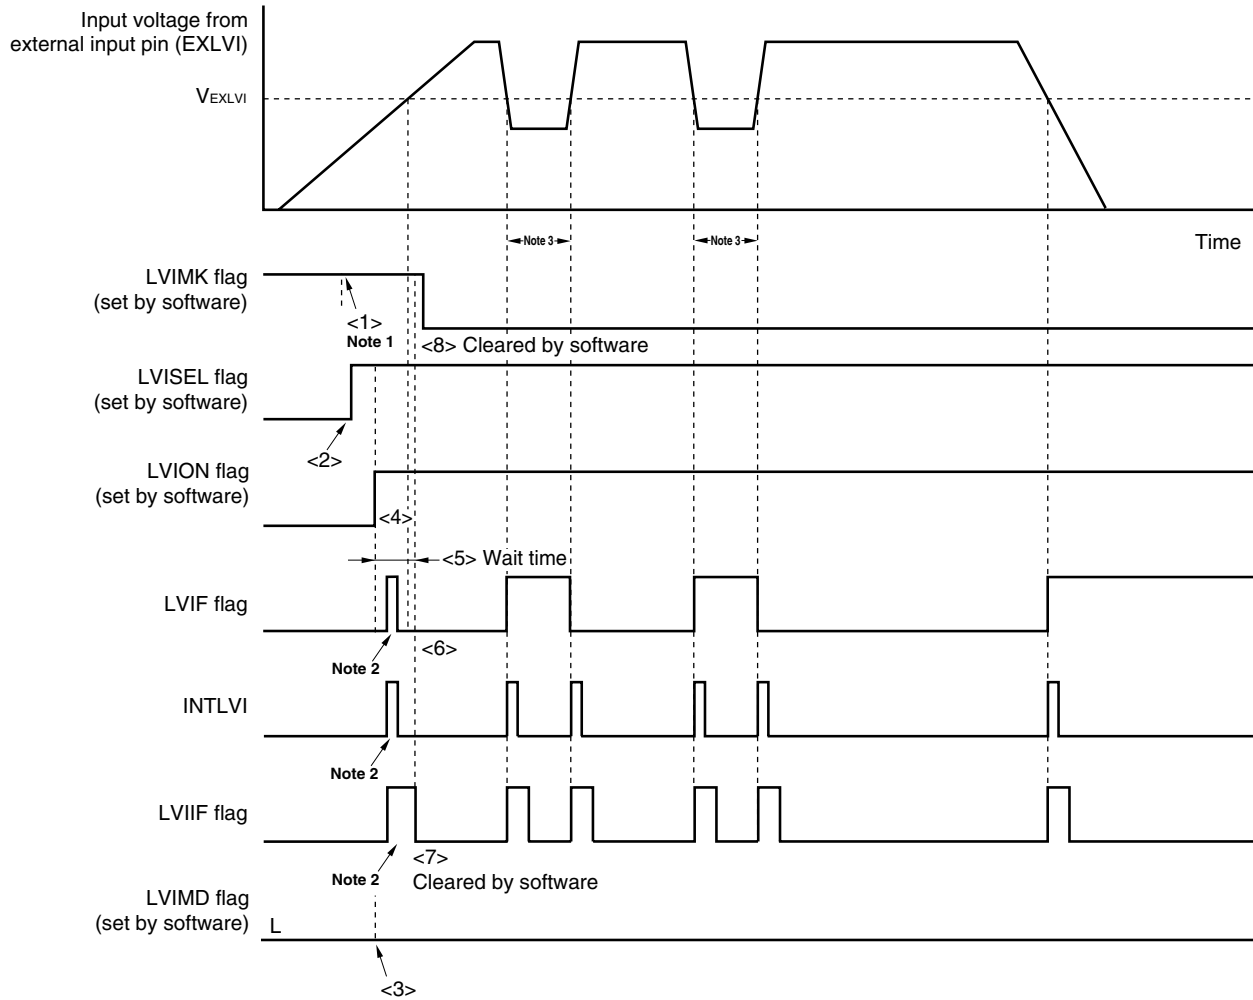 Input voltage from
external input pin (EXLVI)
VEXLVI
Note 3
Note 3
Time
LVIMK flag
(set by software)
<1>
Note 1
<8> Cleared by software
LVISEL flag
(set by software)
<2>
LVION flag
(set by software)
<4>
<5> Wait time
LVIF flag
<6>
Note 2
INTLVI
Note 2
LVIIF flag
<7>
Note 2
Cleared by software
LVIMD flag
(set by software)
L
<3>